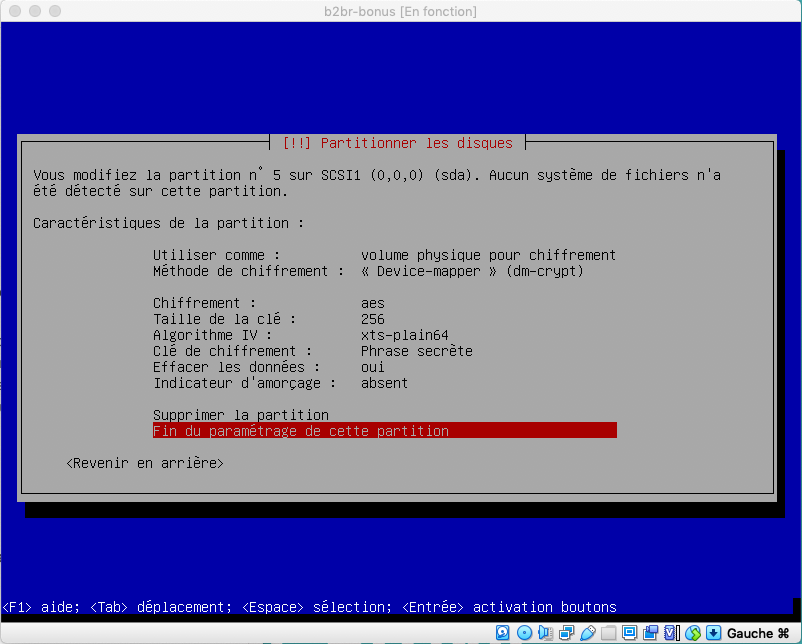 b2br-bonus [En fonction]
[!!] Partitionner les disques
Vous modifiez la partition n° 5 sur SCSI1 (0,0,0) (sda). Aucun système de fichiers n'a
été détecté sur cette partition.
Caractéristiques de la partition :
Utiliser comme : volume physique pour chiffrement
Méthode de chiffrement : « Device-mapper » (dm-crypt)
Chiffrement : aes
Taille de la clé : 256
Algorithme IV : xts-plain64
Clé de chiffrement : Phrase secrète
Effacer les données : oui
Indicateur d'amorçage : absent
Supprimer la partition
Fin du paramétrage de cette partition
<Revenir en arrière>
<F1> aide; <Tab> déplacement; <Espace> sélection; <Entrée> activation boutons
Gauche ⌘